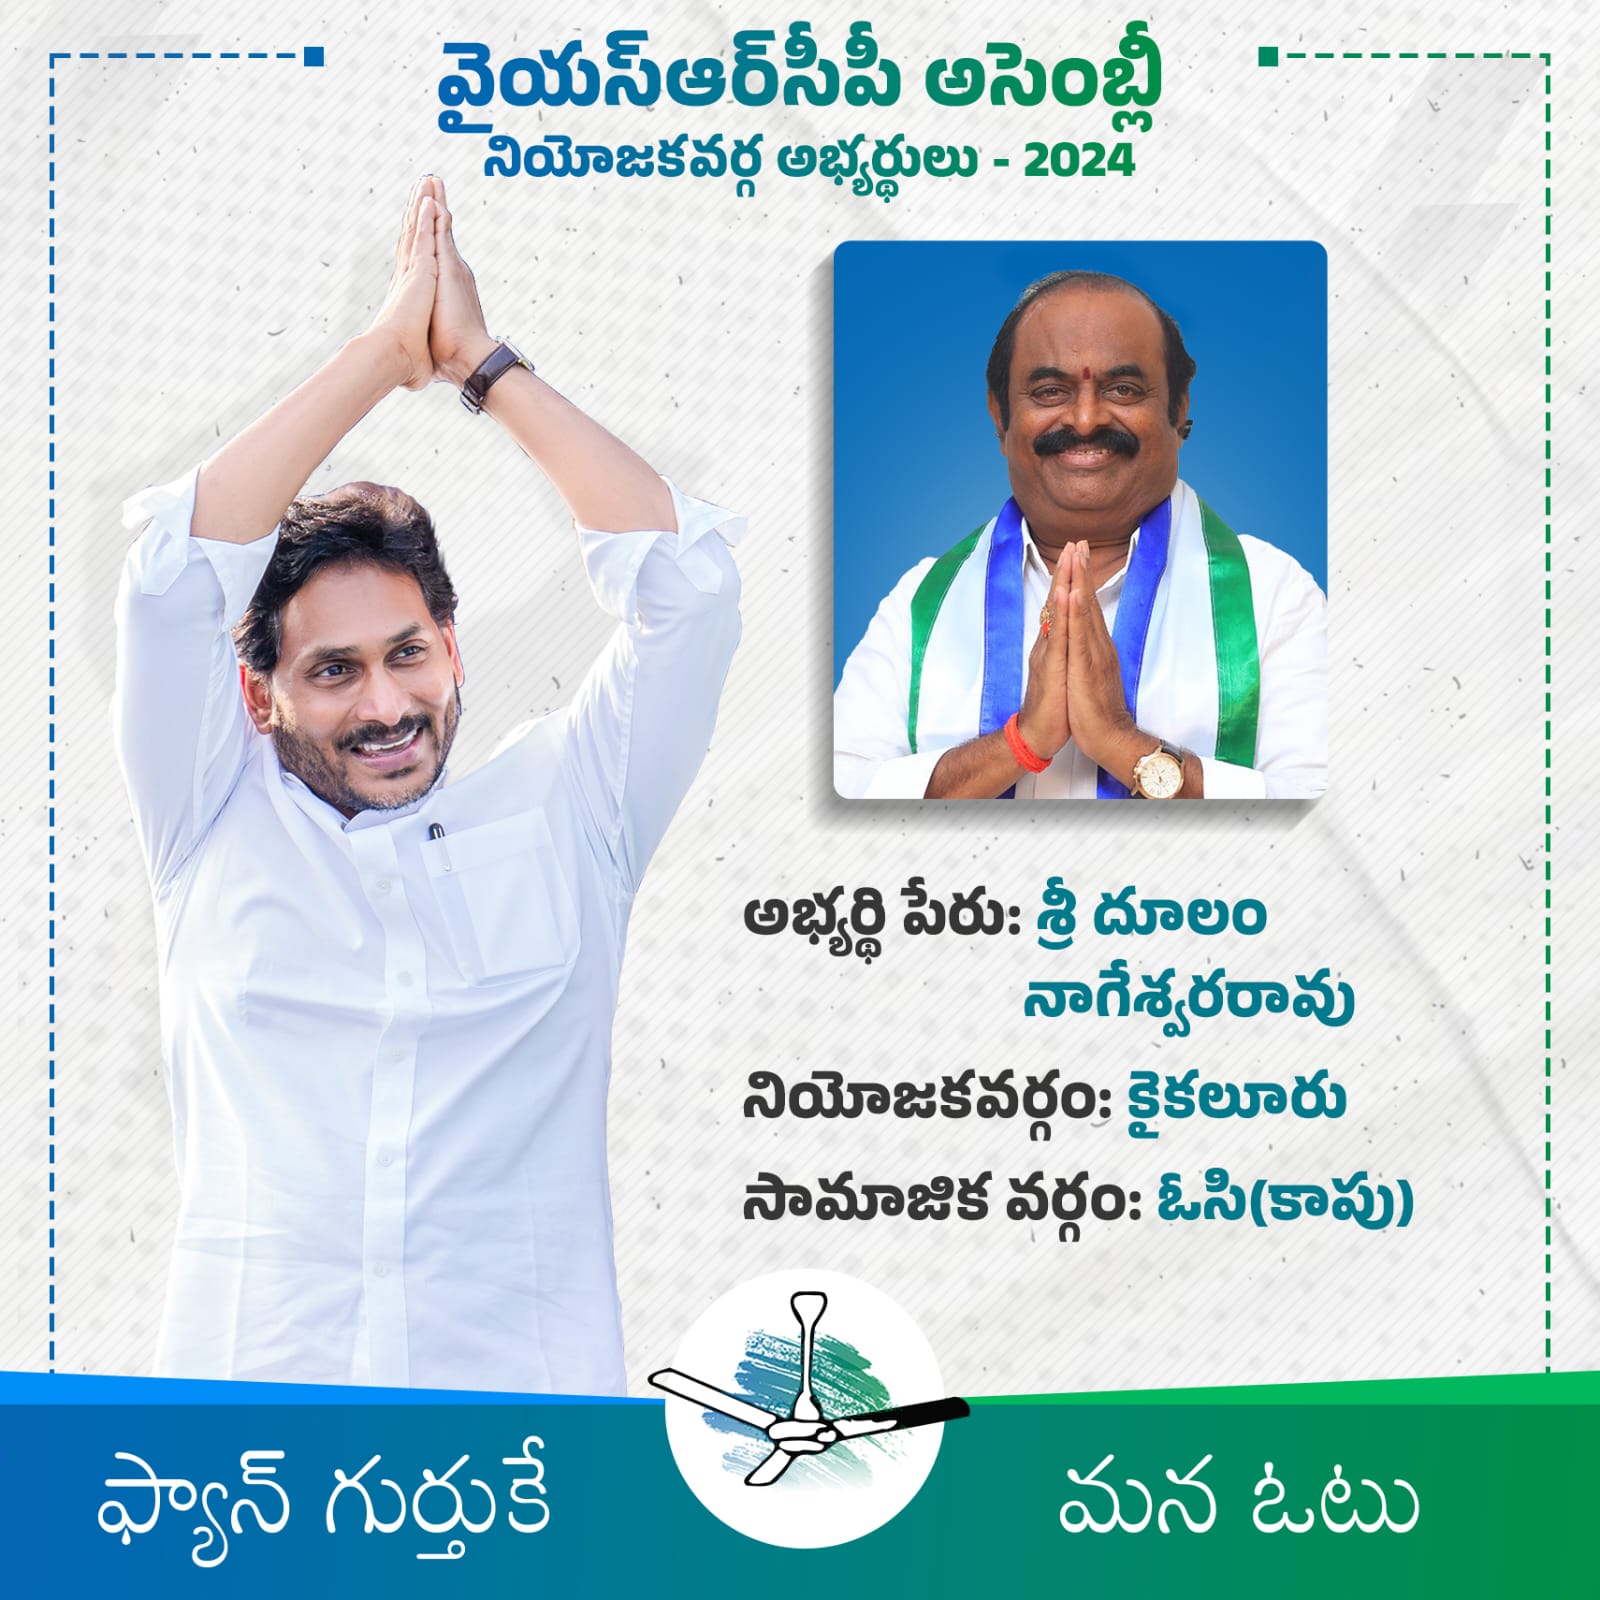 వైయస్ఆర్‌సీపీ అసెంబ్లీ
నియోజకవర్గ అభ్యర్థులు - 2024
అభ్యర్థి పేరు: శ్రీ దూలం
నాగేశ్వరరావు
నియోజకవర్గం: కైకలూరు
సామాజిక వర్గం: ఓసి(కాపు)
ఫ్యాన్ గుర్తుకే మన ఓటు